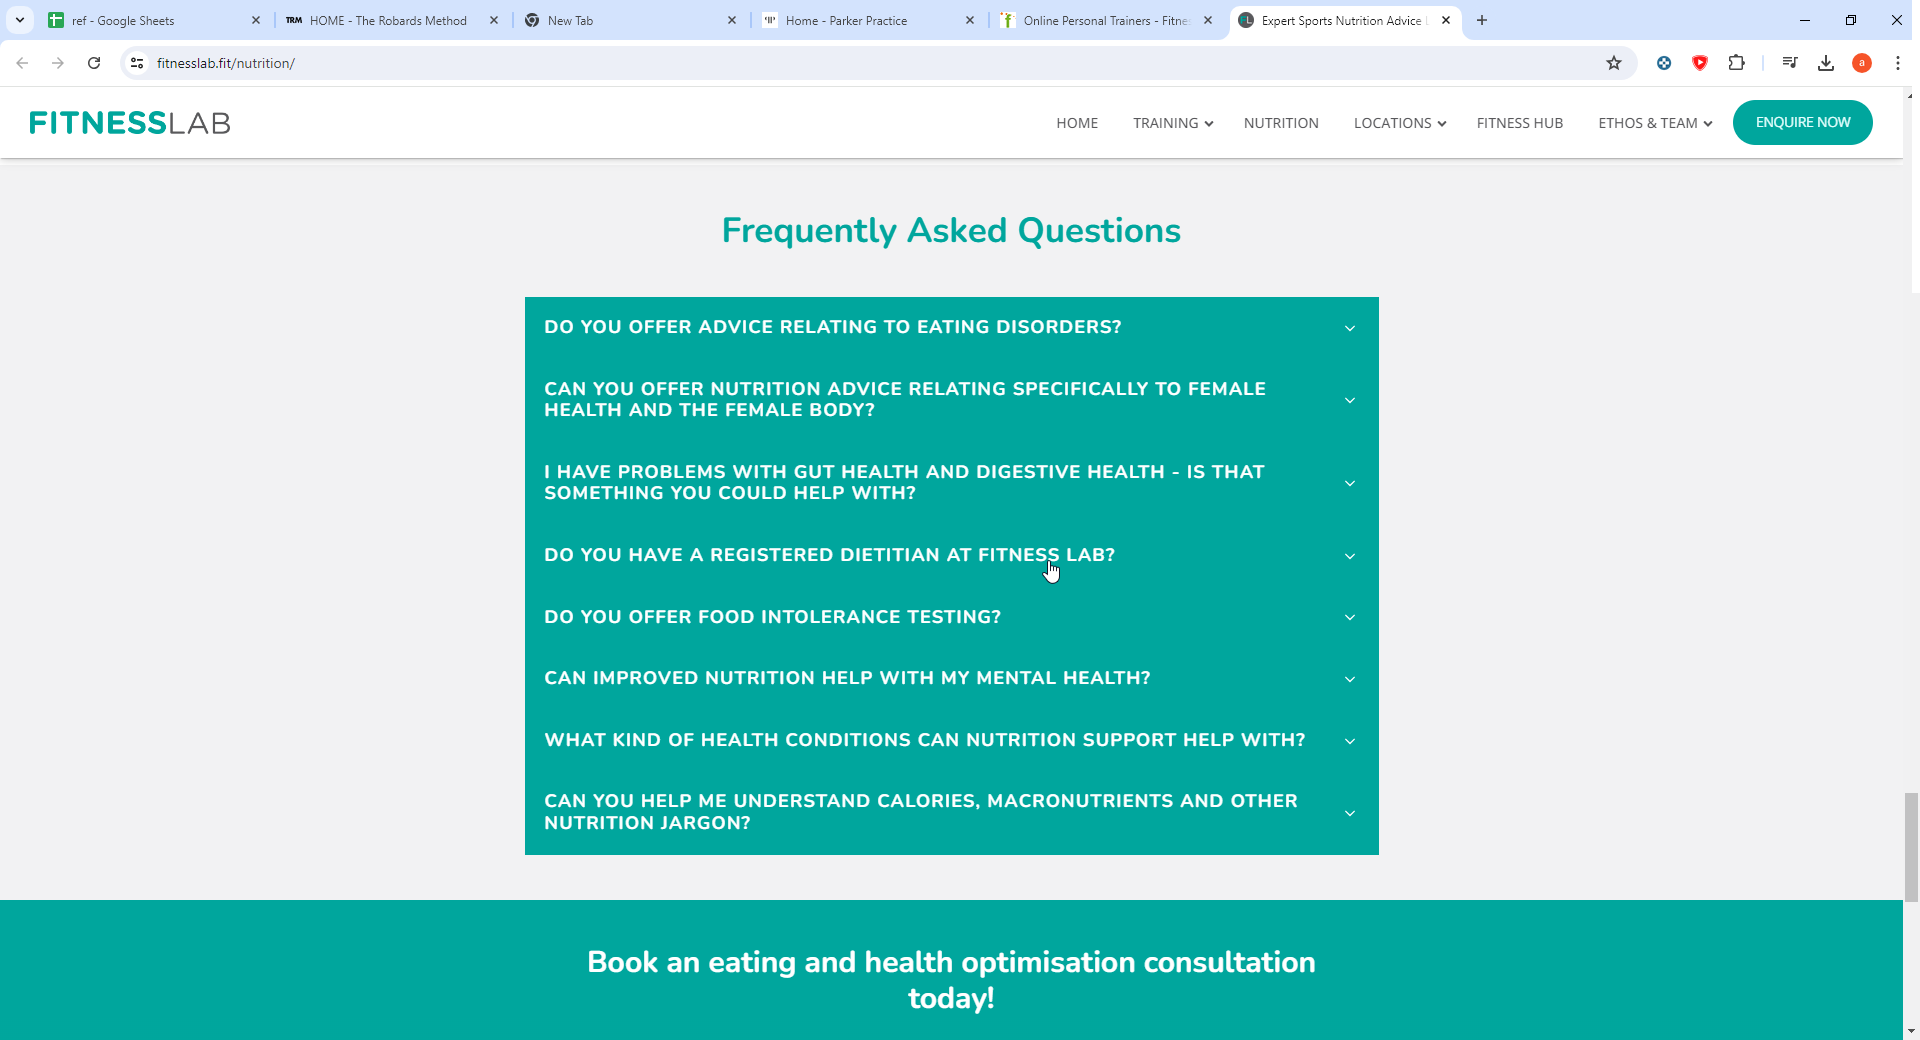 ref - Google Sheets
TRM HOME - The Robards Method
New Tab
Home - Parker Practice
Online Personal Trainers - Fitne
Expert Sports Nutrition Advice
fitnesslab.fit/nutrition/
a
FITNESSLAB
HOME
TRAINING
NUTRITION
LOCATIONS
FITNESS HUB
ETHOS & TEAM
ENQUIRE NOW
Frequently Asked Questions
DO YOU OFFER ADVICE RELATING TO EATING DISORDERS?
CAN YOU OFFER NUTRITION ADVICE RELATING SPECIFICALLY TO FEMALE
HEALTH AND THE FEMALE BODY?
I HAVE PROBLEMS WITH GUT HEALTH AND DIGESTIVE HEALTH - IS THAT
SOMETHING YOU COULD HELP WITH?
DO YOU HAVE A REGISTERED DIETITIAN AT FITNESS LAB?
DO YOU OFFER FOOD INTOLERANCE TESTING?
CAN IMPROVED NUTRITION HELP WITH MY MENTAL HEALTH?
WHAT KIND OF HEALTH CONDITIONS CAN NUTRITION SUPPORT HELP WITH?
CAN YOU HELP ME UNDERSTAND CALORIES, MACRONUTRIENTS AND OTHER
NUTRITION JARGON?
Book an eating and health optimisation consultation
today!